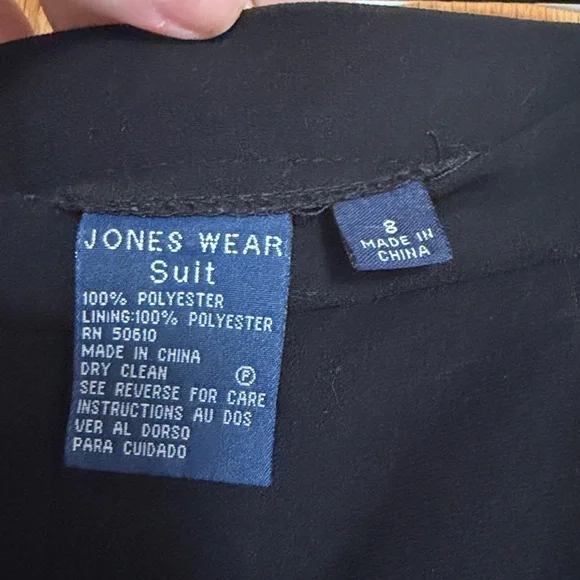 JONES WEAR
Suit
100% POLYESTER
LINING:100% POLYESTER
RN 50610
MADE IN CHINA
DRY CLEAN Ⓟ
SEE REVERSE FOR CARE
INSTRUCTIONS AU DOS
VER AL DORSO
PARA CUIDADO
8
MADE IN
CHINA